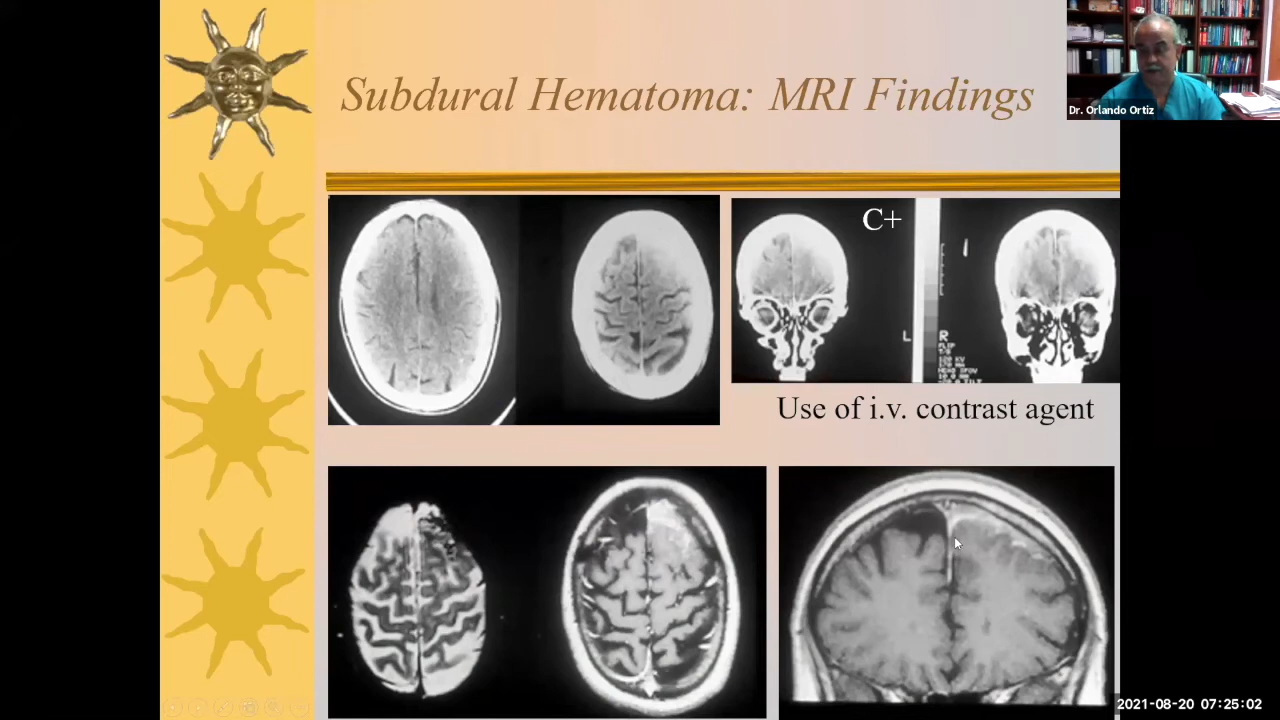 Subdural Hematoma: MRI Findings
Dr. Orlando Ortiz
C+
L
R
Use of i.v. contrast agent
2021-08-20 07:25:02